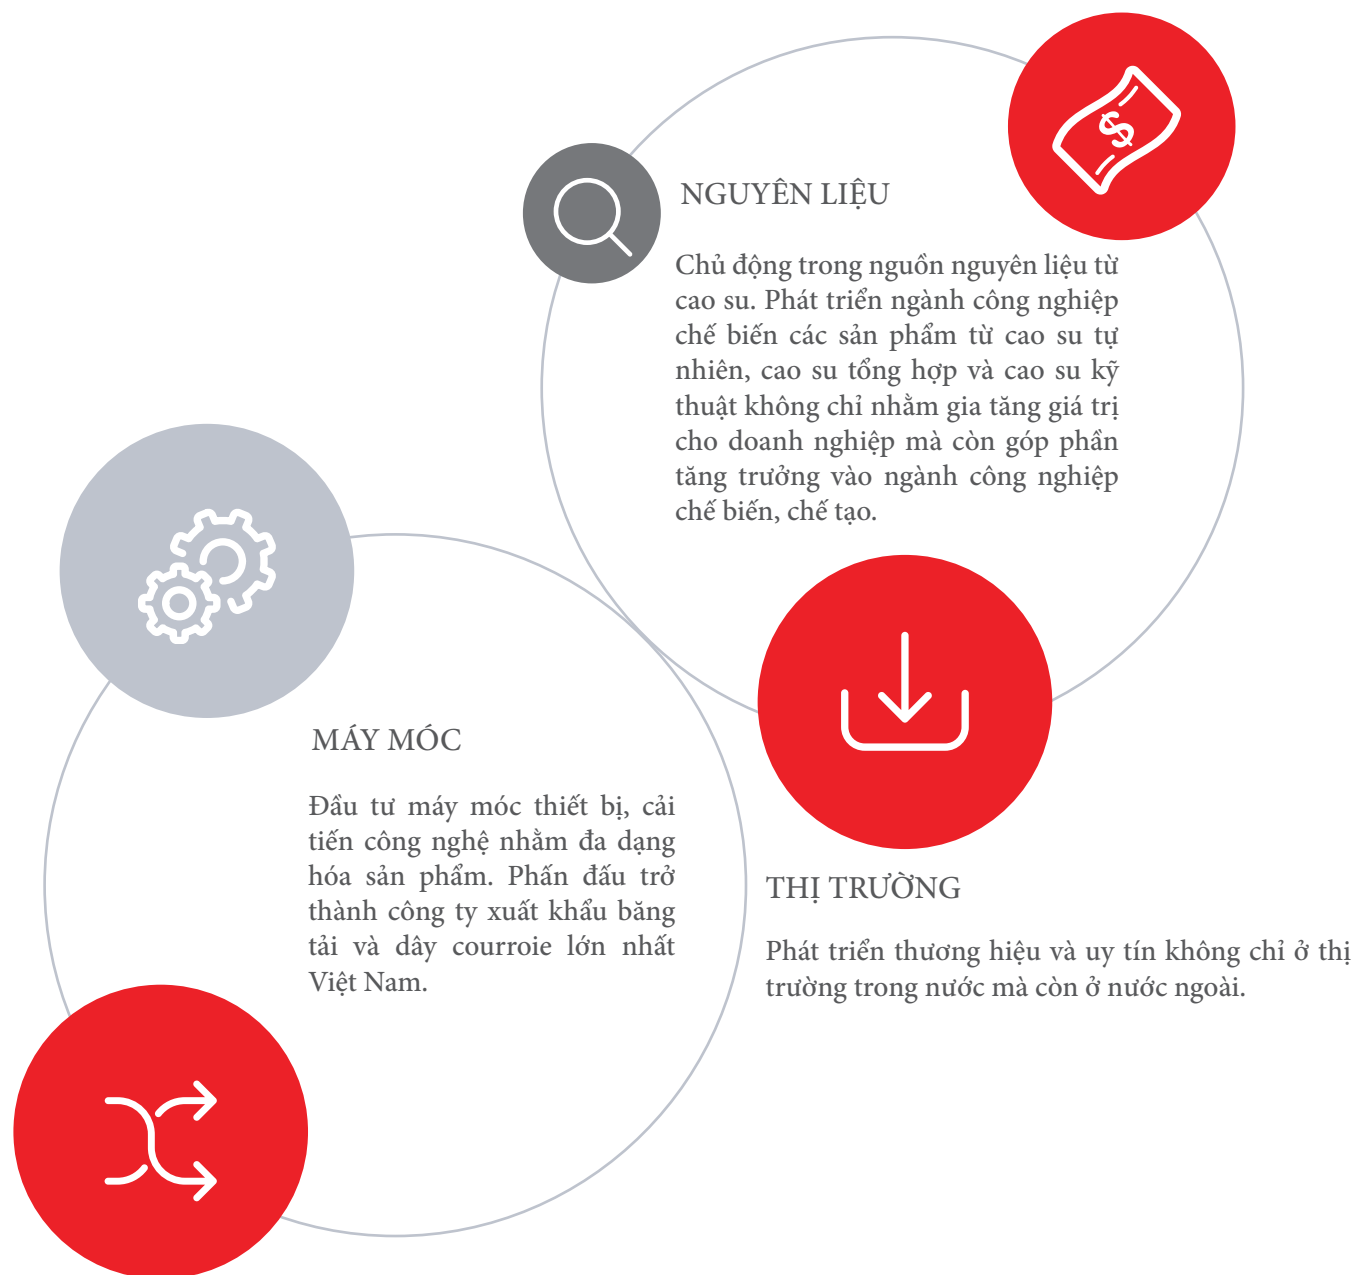 NGUYÊN LIỆU
Chủ động trong nguồn nguyên liệu từ
cao su. Phát triển ngành công nghiệp
chế biến các sản phẩm từ cao su tự
nhiên, cao su tổng hợp và cao su kỹ
thuật không chỉ nhằm gia tăng giá trị
cho doanh nghiệp mà còn góp phần
tăng trưởng vào ngành công nghiệp
chế biến, chế tạo.
MÁY MÓC
Đầu tư máy móc thiết bị, cải
tiến công nghệ nhằm đa dạng
hóa sản phẩm. Phấn đấu trở
thành công ty xuất khẩu băng
tải và dây courroie lớn nhất
Việt Nam.
THỊ TRƯỜNG
Phát triển thương hiệu và uy tín không chỉ ở thị
trường trong nước mà còn ở nước ngoài.